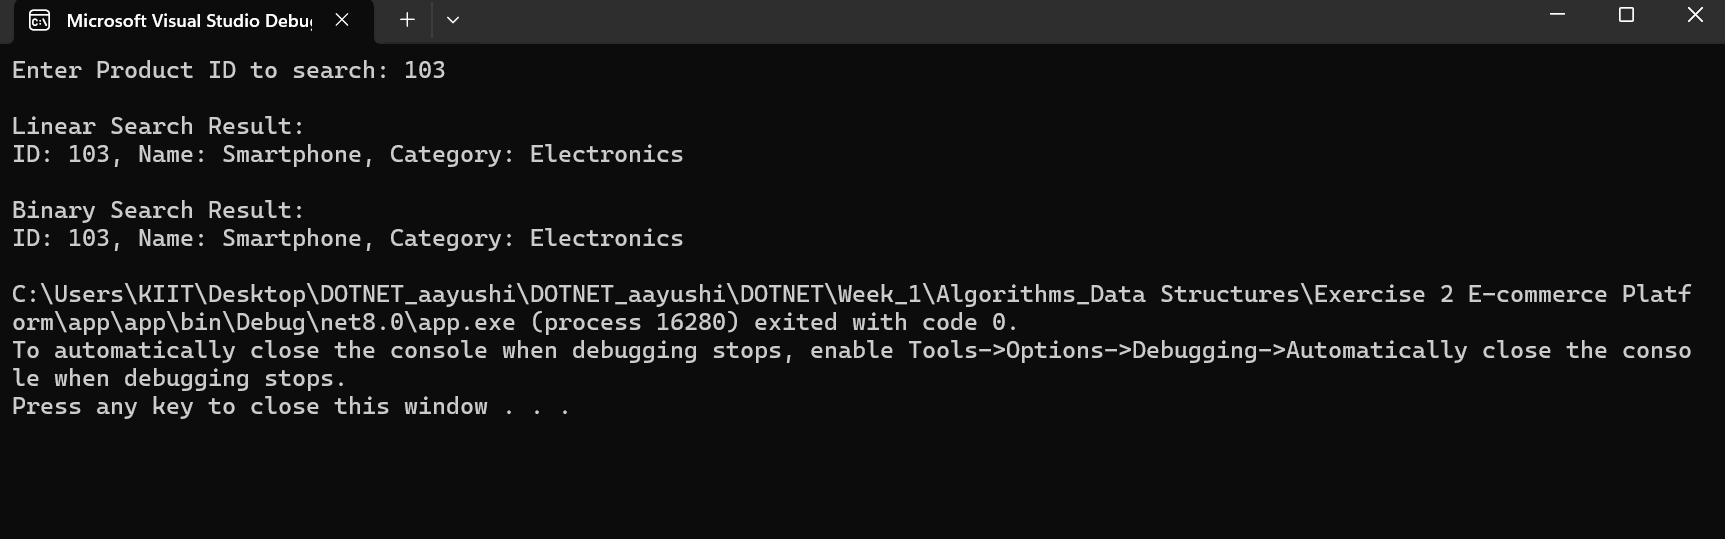 Microsoft Visual Studio Debug
Enter Product ID to search: 103
Linear Search Result:
ID: 103, Name: Smartphone, Category: Electronics
Binary Search Result:
ID: 103, Name: Smartphone, Category: Electronics
C:\Users\KIIT\Desktop\DOTNET_aayushi\DOTNET_aayushi\DOTNET\Week_1\Algorithms_Data Structures\Exercise 2 E-commerce Platf
orm\app\app\bin\Debug\net8.0\app.exe (process 16280) exited with code 0.
To automatically close the console when debugging stops, enable Tools->Options->Debugging->Automatically close the conso
le when debugging stops.
Press any key to close this window . . .